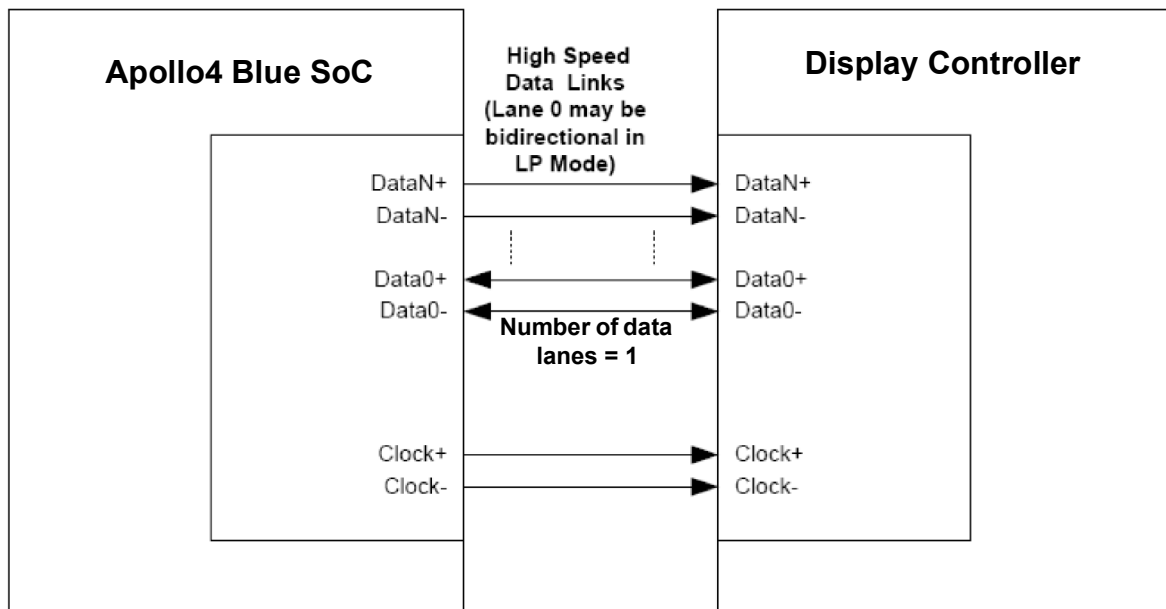 Apollo4 Blue SoC
High Speed
Data Links
(Lane 0 may be
bidirectional in
LP Mode)
Display Controller
DataN+
DataN+
DataN-
DataN-
Data0+
Data0+
Data0-
Data0-
Number of data
lanes = 1
Clock+
Clock+
Clock-
Clock-